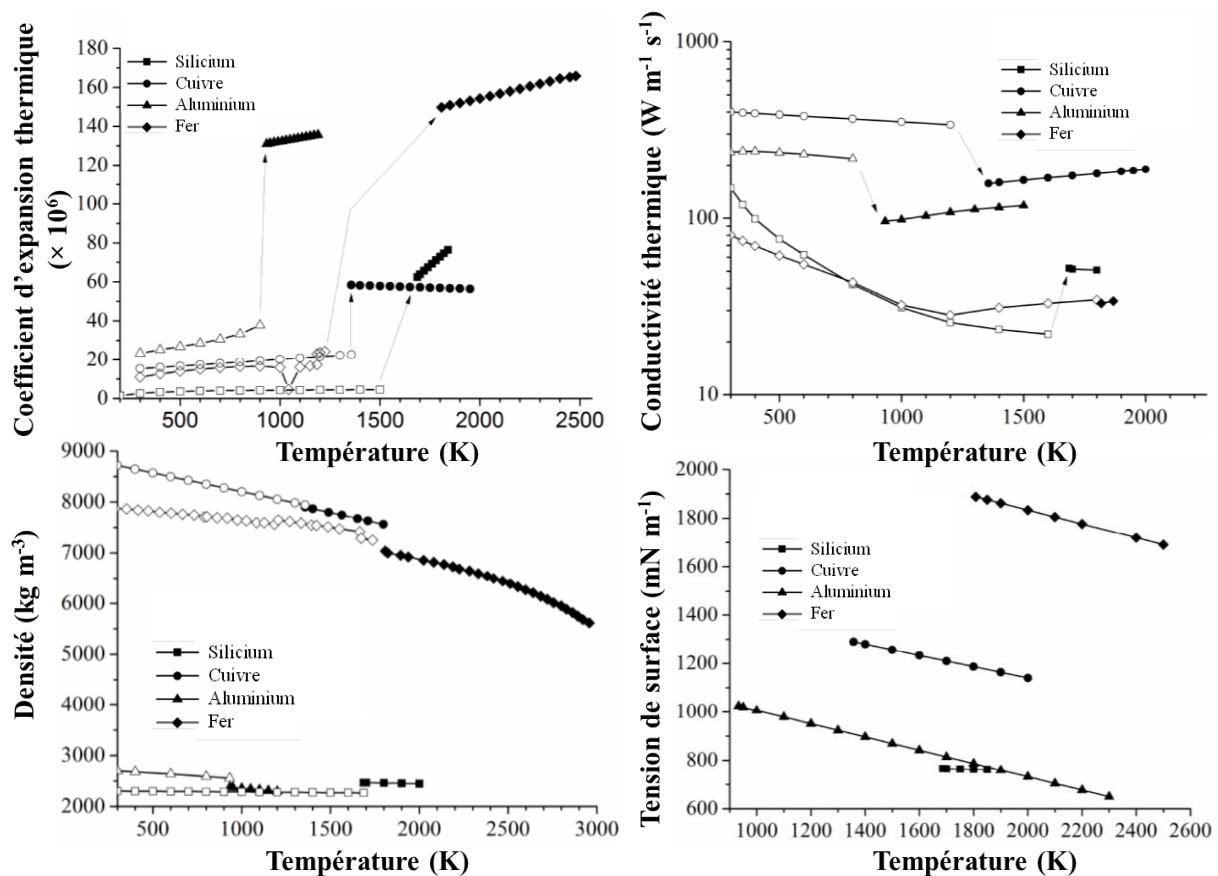 Coefficient d'expansion thermique
(× 10⁶)
180
160
140
120
100
80
60
40
20
0
Silicium
Cuivre
Aluminium
Fer
500
1000
1500
2000
2500
Température (K)
Conductivité thermique (W m⁻¹ s⁻¹)
1000
100
10
Silicium
Cuivre
Aluminium
Fer
500
1000
1500
2000
Température (K)
Densité (kg m⁻³)
9000
8000
7000
6000
5000
4000
3000
2000
Silicium
Cuivre
Aluminium
Fer
500
1000
1500
2000
2500
3000
Température (K)
Tension de surface (mN m⁻¹)
2000
1800
1600
1400
1200
1000
800
600
Silicium
Cuivre
Aluminium
Fer
1000
1200
1400
1600
1800
2000
2200
2400
2600
Température (K)